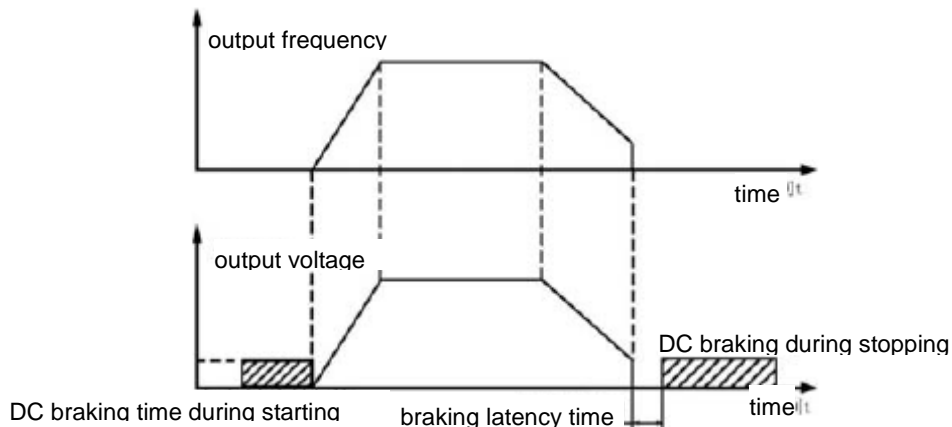 output frequency
time
output voltage
DC braking during stopping
time
DC braking time during starting
braking latency time